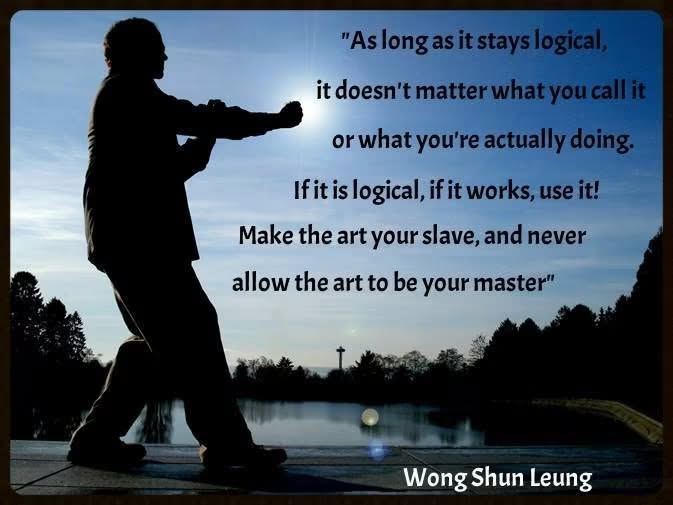 "As long as it stays logical,
it doesn't matter what you call it
or what you're actually doing.
If it is logical, if it works, use it!
Make the art your slave, and never
allow the art to be your master"
Wong Shun Leung